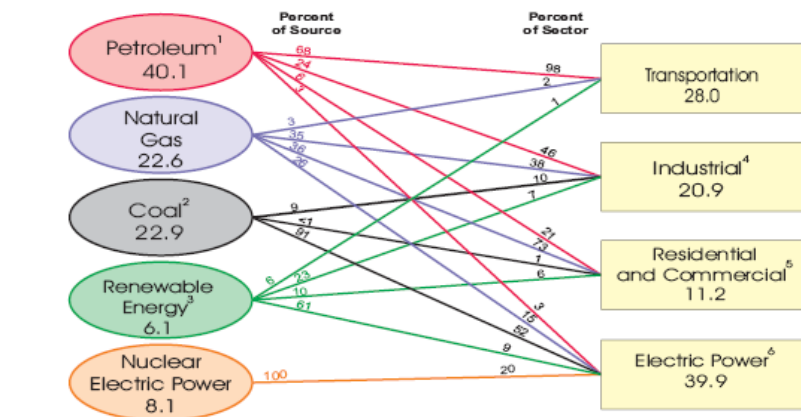 Percent
of Source
Percent
of Sector
Petroleum¹
40.1
Natural
Gas
22.6
Coal²
22.9
Renewable
Energy³
6.1
Nuclear
Electric Power
8.1
68
24
3
35
36
26
9
<1
91
6
23
10
61
100
98
2
1
46
38
10
7
21
73
1
6
3
15
52
9
20
Transportation
28.0
Industrial⁴
20.9
Residential
and Commercial⁵
11.2
Electric Power⁶
39.9